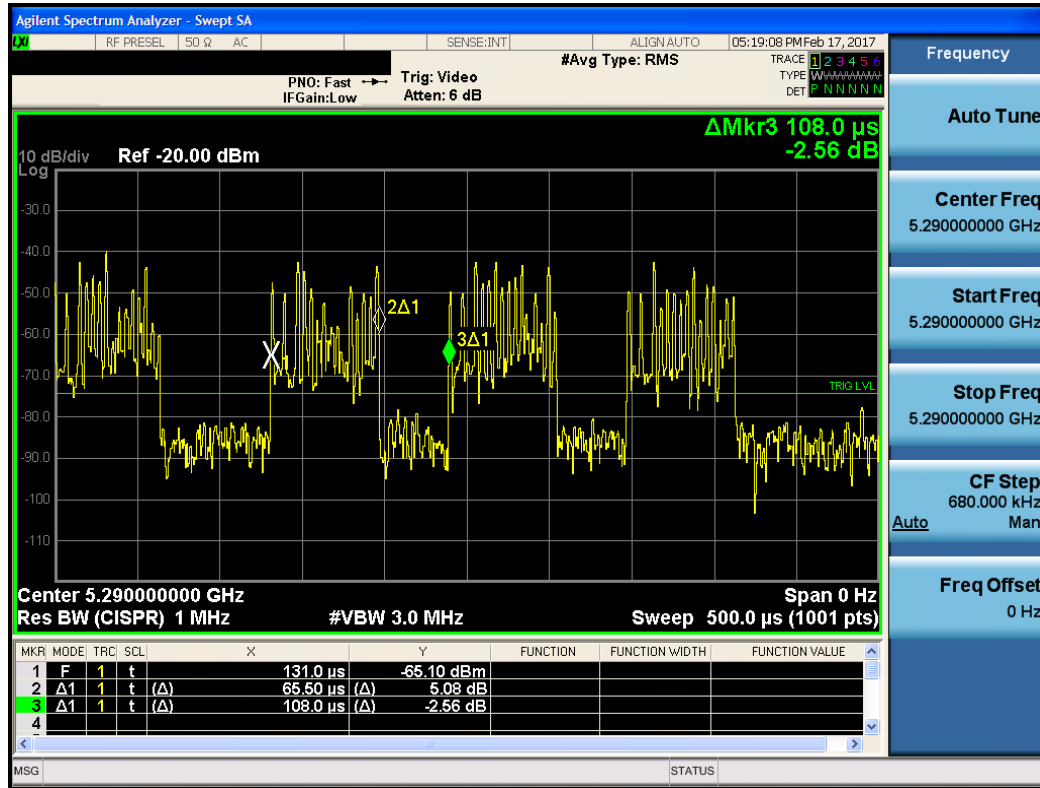 Agilent Spectrum Analyzer - Swept SA
LXI RF PRESEL 50 Ω AC SENSE:INT ALIGN AUTO 05:19:08 PM Feb 17, 2017
#Avg Type: RMS TRACE 1 2 3 4 5 6
PNO: Fast Trig: Video TYPE W
IFGain:Low Atten: 6 dB DET P N N N N N
ΔMkr3 108.0 µs
-2.56 dB
10 dB/div Ref -20.00 dBm
Log
-30.0
-40.0
-50.0
2Δ1
-60.0
3Δ1
1
-70.0
TRIG LVL
-80.0
-90.0
-100
-110
Center 5.290000000 GHz Span 0 Hz
Res BW (CISPR) 1 MHz #VBW 3.0 MHz Sweep 500.0 µs (1001 pts)
MKR MODE TRC SCL X Y FUNCTION FUNCTION WIDTH FUNCTION VALUE
1 F 1 t 131.0 µs -65.10 dBm
2 Δ1 1 t (Δ) 65.50 µs (Δ) 5.08 dB
3 Δ1 1 t (Δ) 108.0 µs (Δ) -2.56 dB
4
MSG STATUS
Frequency
Auto Tune
Center Freq
5.290000000 GHz
Start Freq
5.290000000 GHz
Stop Freq
5.290000000 GHz
CF Step
680.000 kHz
Auto Man
Freq Offset
0 Hz